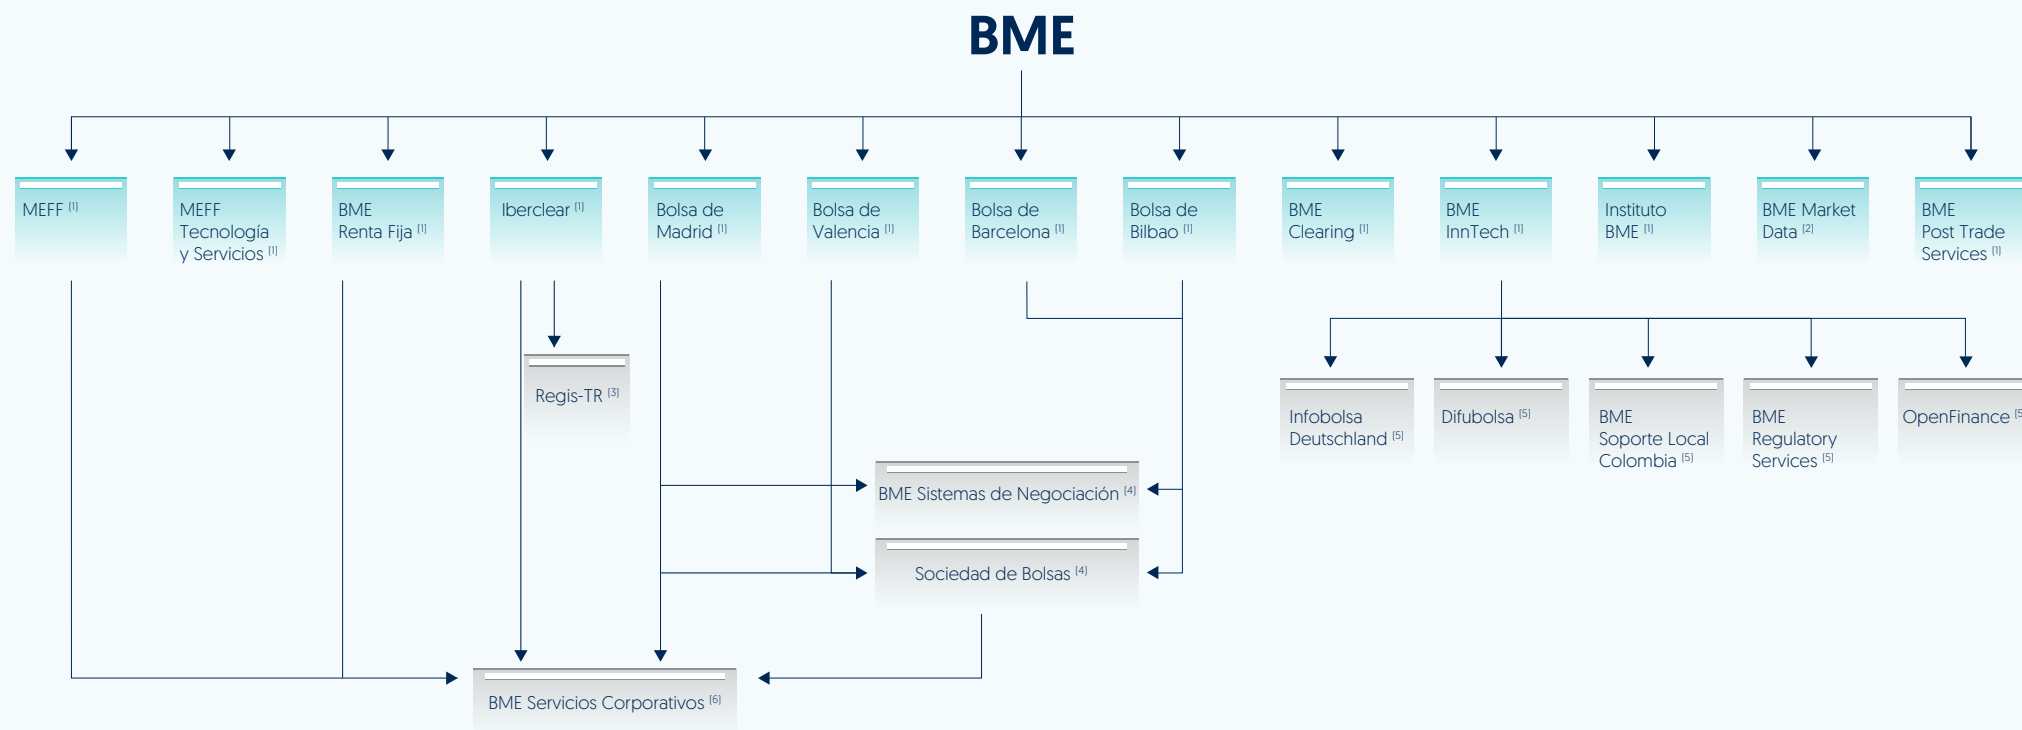 BME
MEFF [1]
MEFF
Tecnología
y Servicios [1]
BME
Renta Fija [1]
Iberclear [1]
Bolsa de
Madrid [1]
Bolsa de
Valencia [1]
Bolsa de
Barcelona [1]
Bolsa de
Bilbao [1]
BME
Clearing [1]
BME
InnTech [1]
Instituto
BME [1]
BME Market
Data [2]
BME
Post Trade
Services [1]
Regis-TR [3]
Infobolsa
Deutschland [5]
Difubolsa [5]
BME
Soporte Local
Colombia [5]
BME
Regulatory
Services [5]
OpenFinance [5
BME Sistemas de Negociación [4]
Sociedad de Bolsas [4]
BME Servicios Corporativos [6]